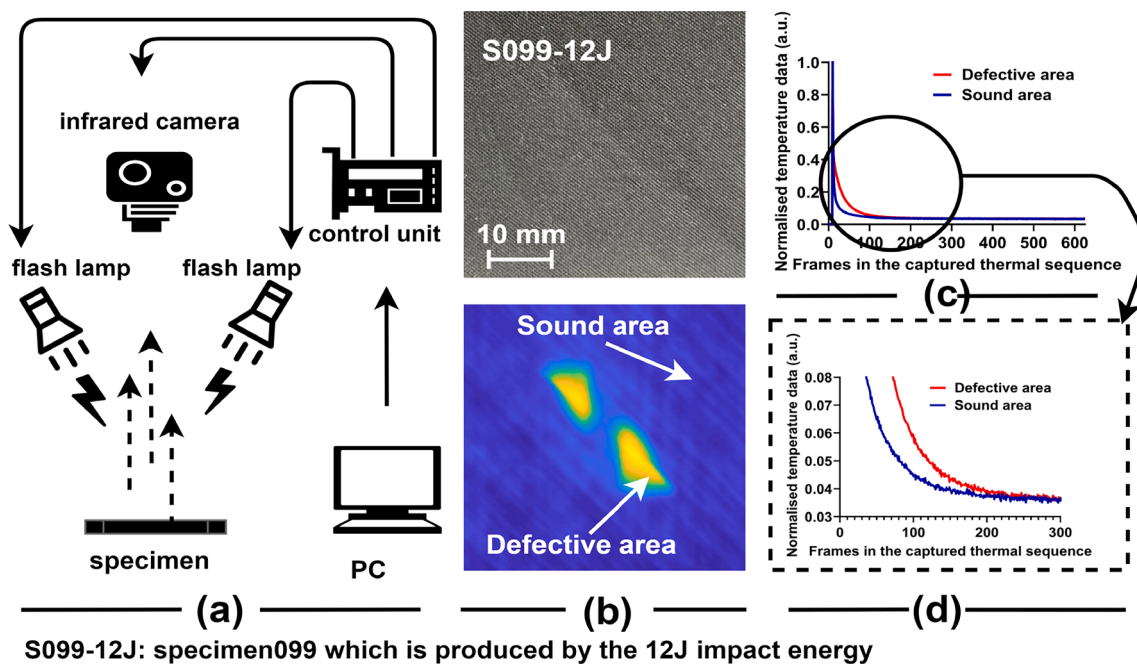 infrared camera
control unit
flash lamp
flash lamp
specimen
PC
(a)
S099-12J
10 mm
Sound area
Defective area
(b)
Normalised temperature data (a.u.)
1.0
0.8
0.6
0.4
0.2
0.0
0 100 200 300 400 500 600
Defective area
Sound area
Frames in the captured thermal sequence
(c)
Normalised temperature data (a.u.)
0.08
0.07
0.06
0.05
0.04
0.03
0 100 200 300
Defective area
Sound area
Frames in the captured thermal sequence
(d)
S099-12J: specimen099 which is produced by the 12J impact energy